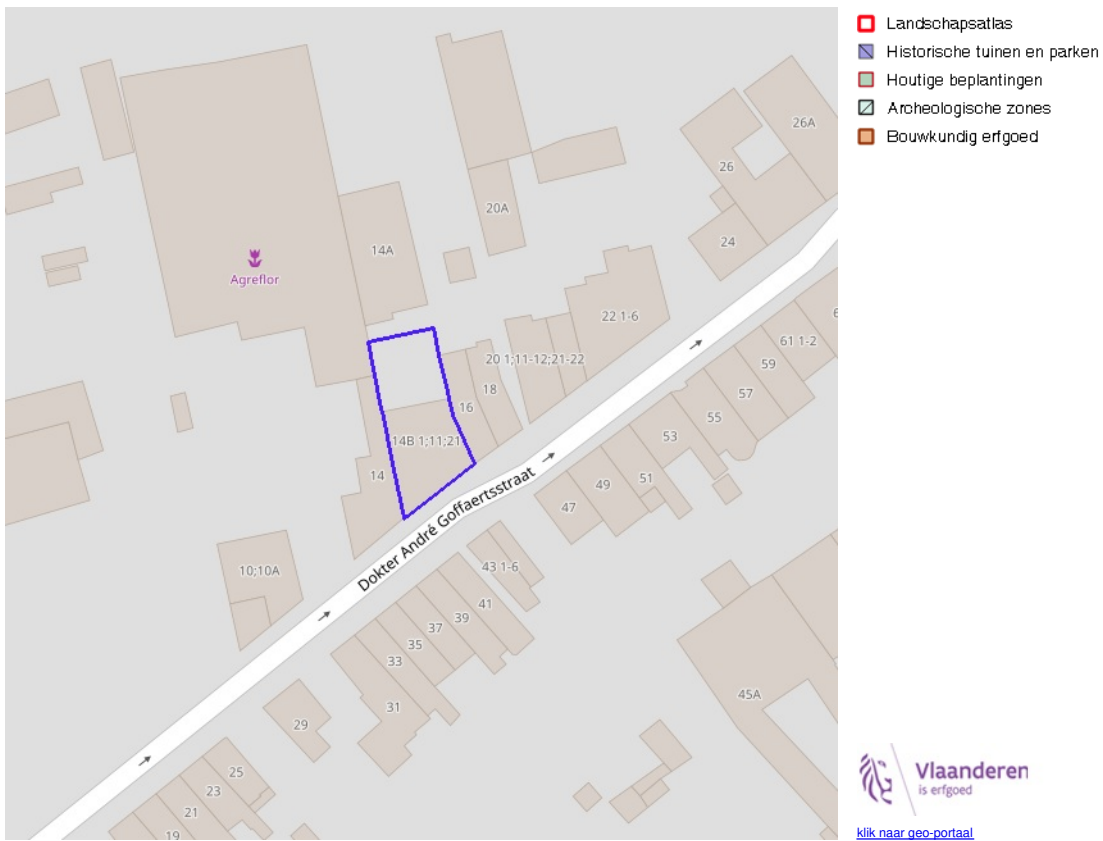 Landschapsatlas
Historische tuinen en parken
Houtige beplantingen
Archeologische zones
Bouwkundig erfgoed
26A
26
20A
24
14A
Agreflor
22 1-6
61 1-2
20 1;11-12;21-22
59
18
57
16
55
14B 1;11;21
53
14
51
49
47
Dokter André Goffaertsstraat
43 1-6
10;10A
41
39
37
35
33
45A
31
29
25
23
21
19
Vlaanderen
is erfgoed
klik naar geo-portaal